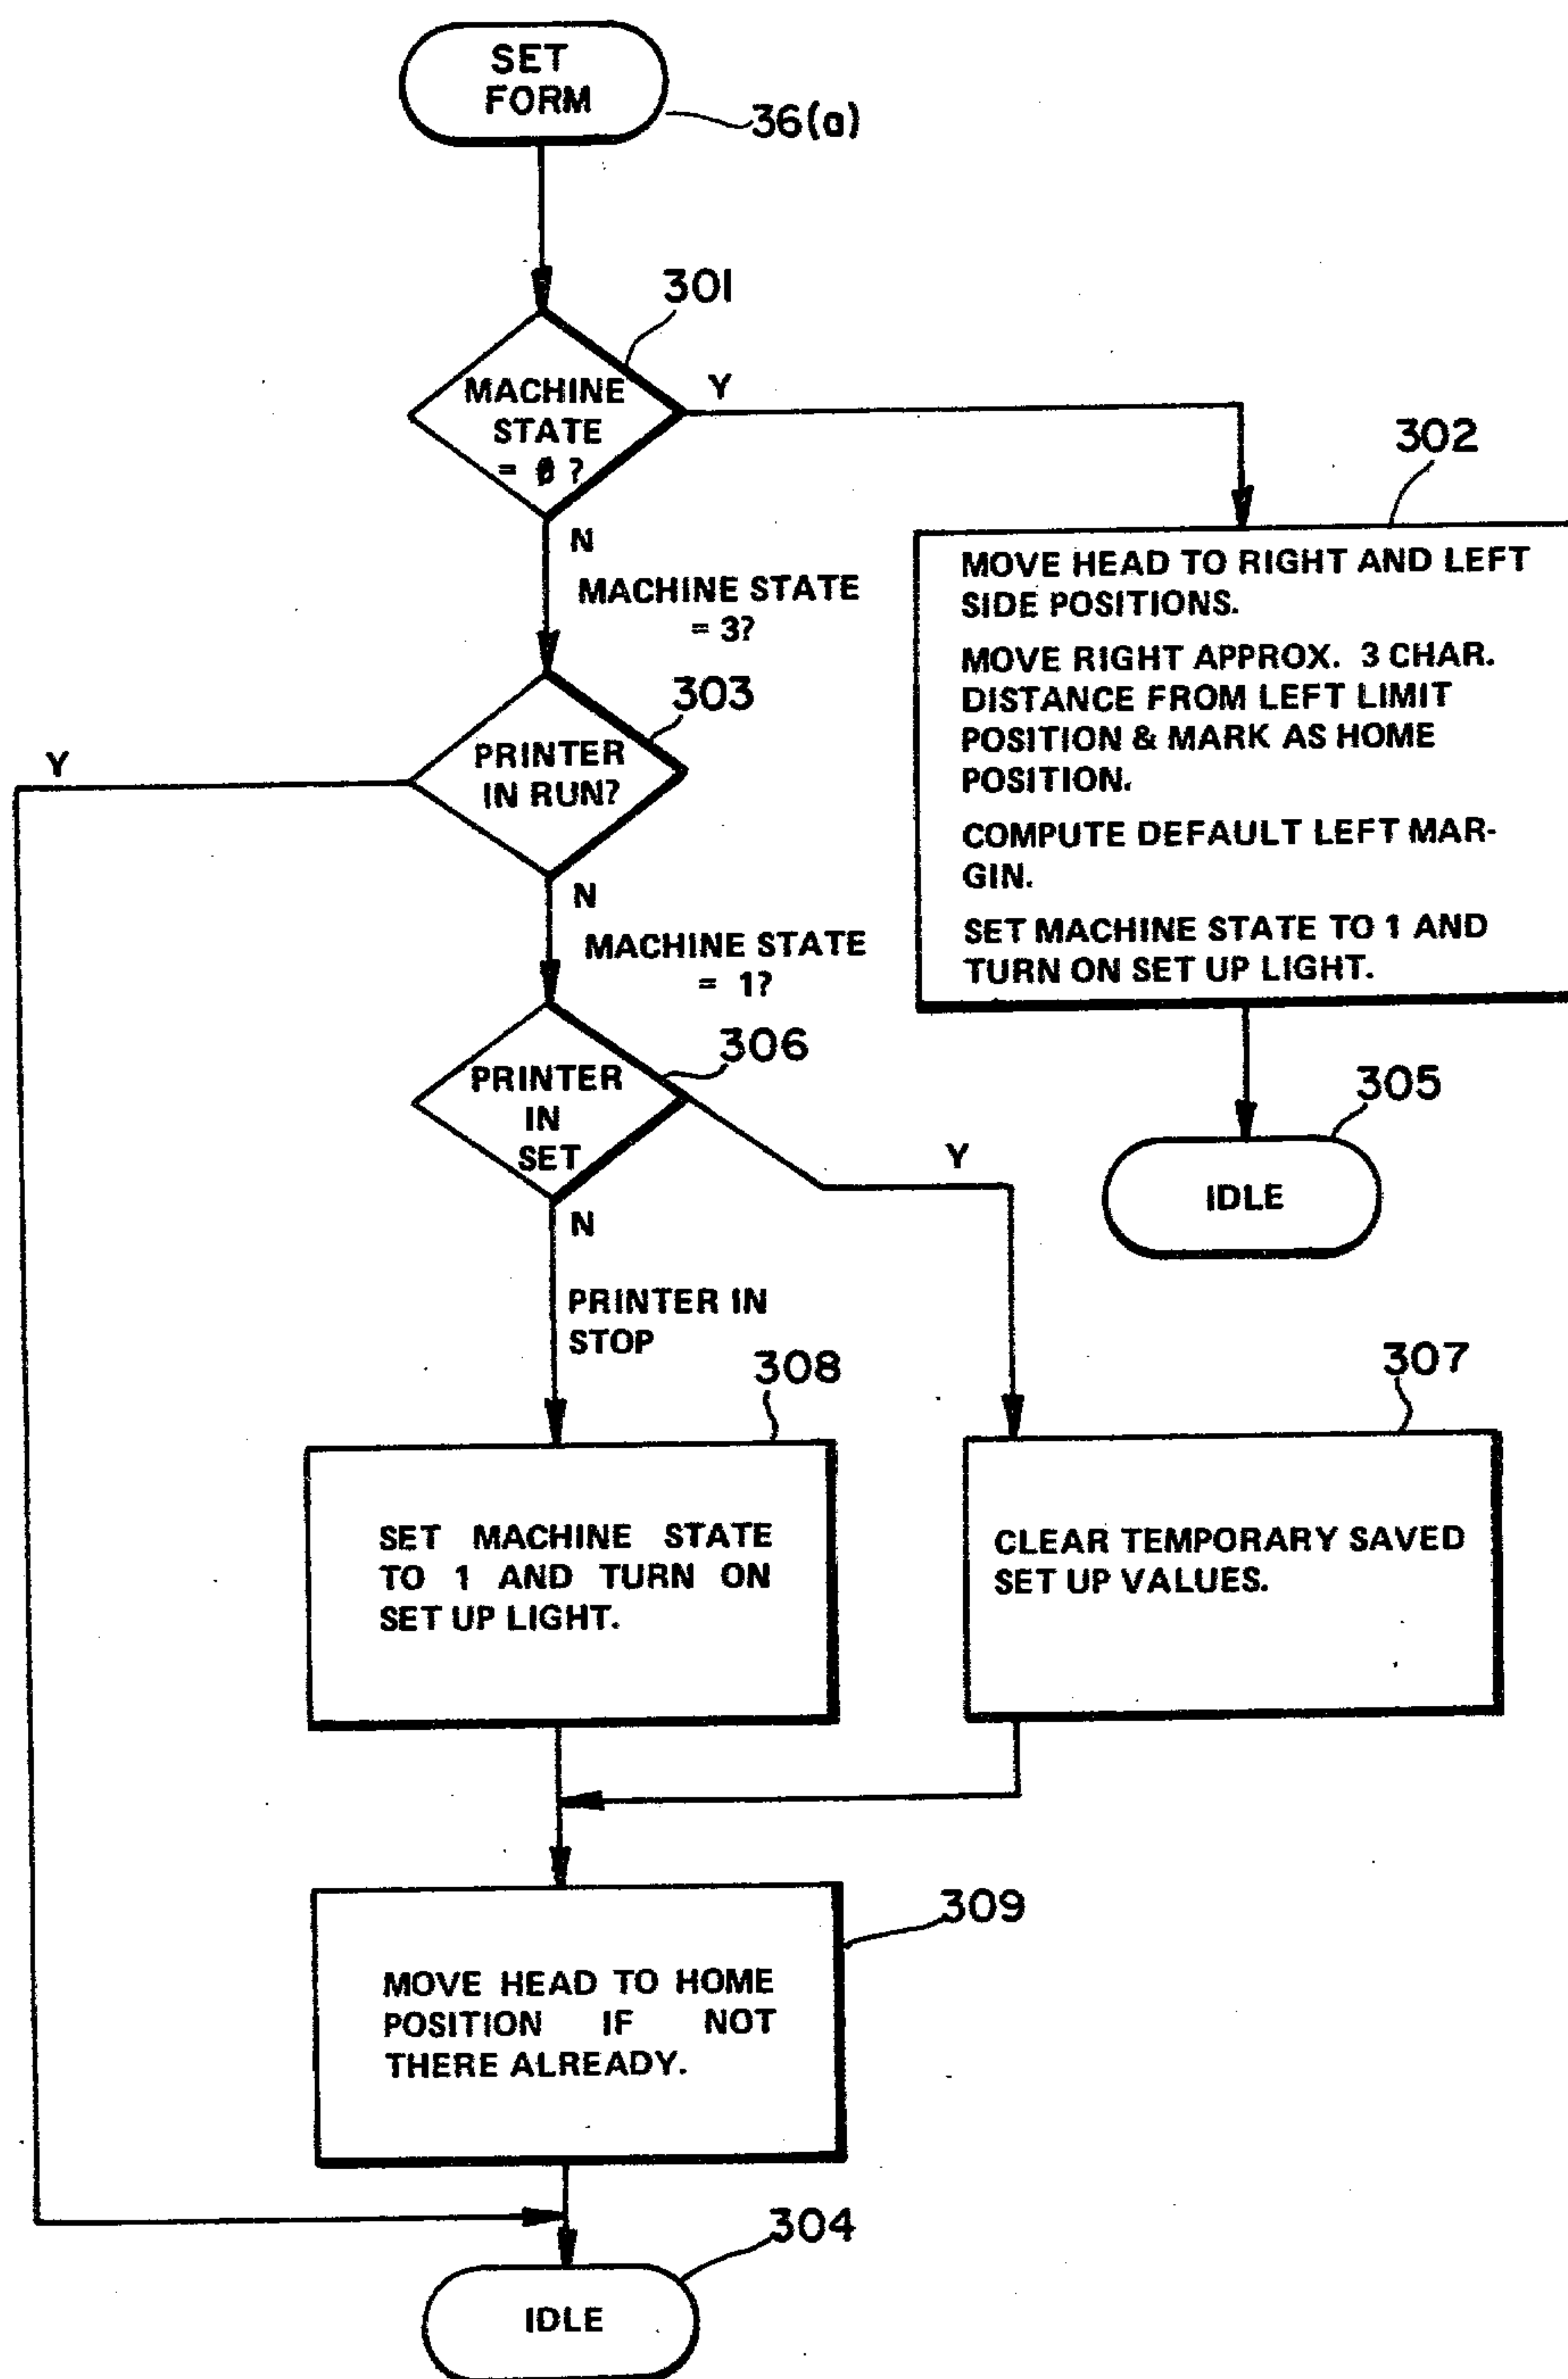 SET
FORM
36(a)
301
MACHINE
STATE
= 0 ?
Y
N
302
MOVE HEAD TO RIGHT AND LEFT
SIDE POSITIONS.
MOVE RIGHT APPROX. 3 CHAR.
DISTANCE FROM LEFT LIMIT
POSITION & MARK AS HOME
POSITION.
COMPUTE DEFAULT LEFT MAR-
GIN.
SET MACHINE STATE TO 1 AND
TURN ON SET UP LIGHT.
MACHINE STATE
= 3?
303
PRINTER
IN RUN?
Y
N
MACHINE STATE
= 1?
306
PRINTER
IN
SET
Y
N
305
IDLE
PRINTER IN
STOP
308
SET MACHINE STATE
TO 1 AND TURN ON
SET UP LIGHT.
307
CLEAR TEMPORARY SAVED
SET UP VALUES.
309
MOVE HEAD TO HOME
POSITION IF NOT
THERE ALREADY.
304
IDLE